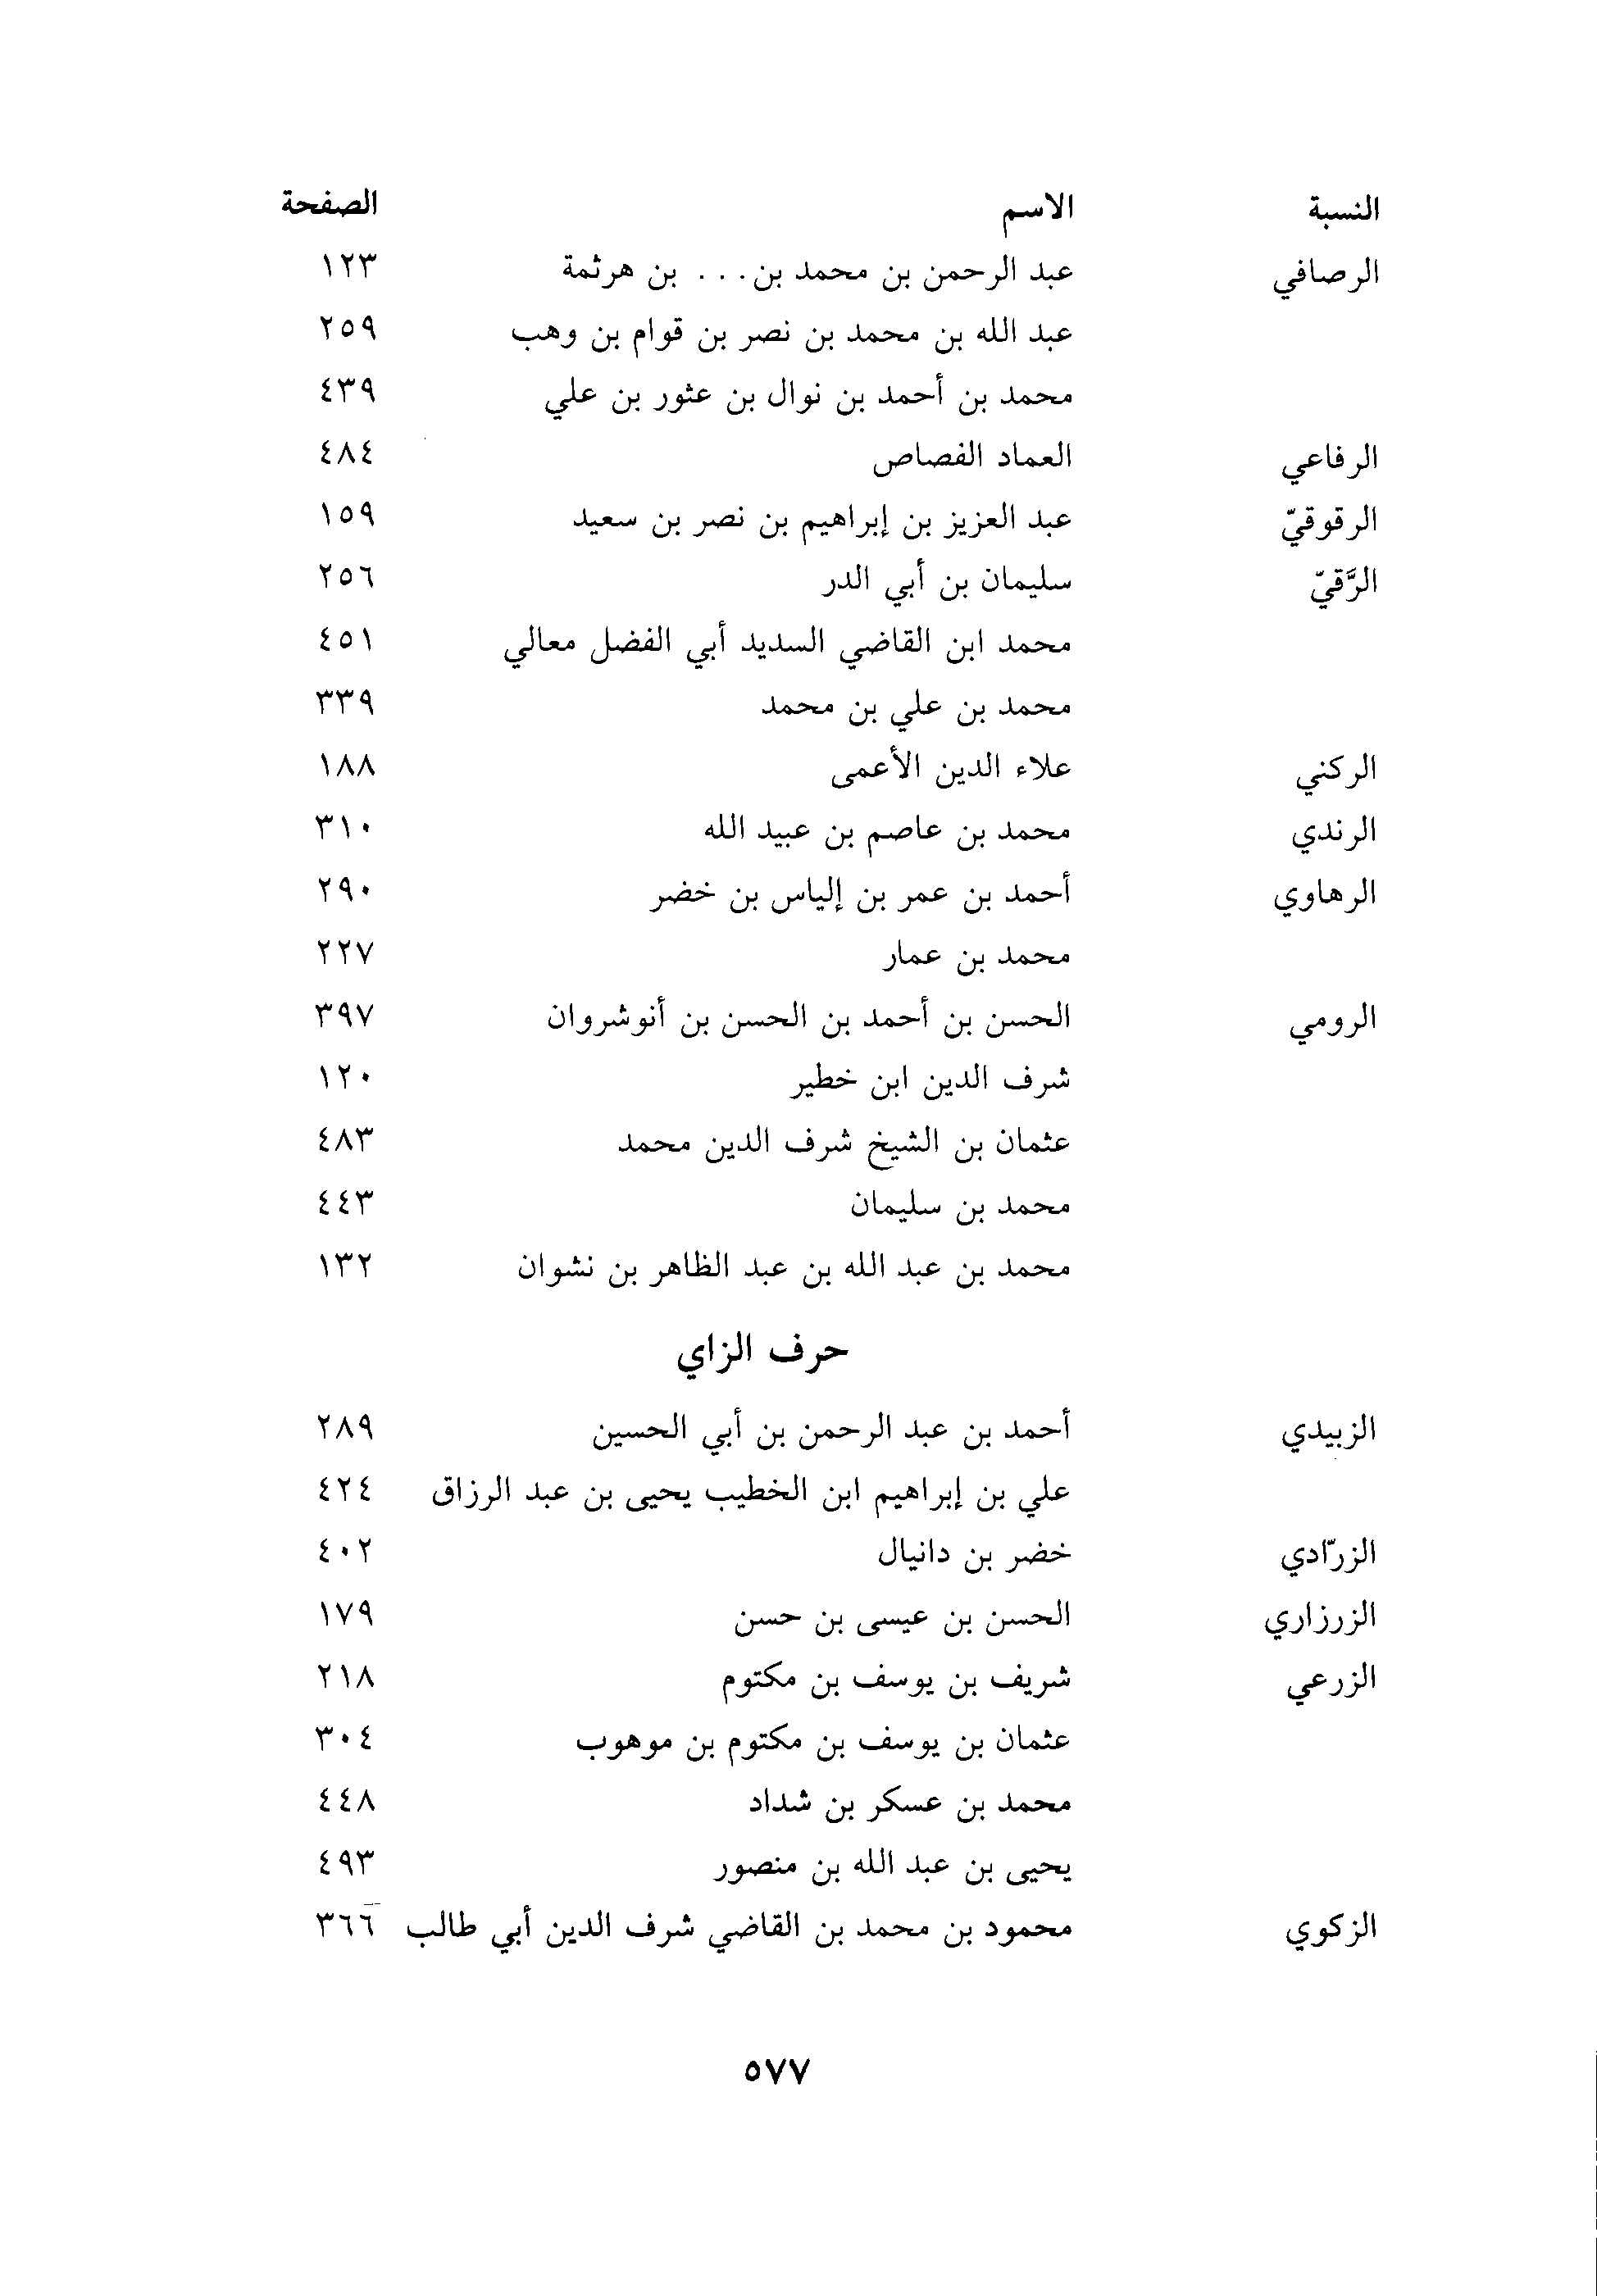 النسبة الاسم الصفحة
الرصافي عبد الرحمن بن محمد بن . . . بن هرثمة ١٢٣
عبد الله بن محمد بن نصر بن قوام بن وهب ٢٥٩
محمد بن أحمد بن نوال بن عثور بن علي ٤٣٩
الرفاعي العماد الفصاص ٤٨٤
الرقوقيّ عبد العزيز بن إبراهيم بن نصر بن سعيد ١٥٩
الرَّقيّ سليمان بن أبي الدر ٢٥٦
محمد ابن القاضي السديد أبي الفضل معالي ٤٥١
محمد بن علي بن محمد ٣٣٩
الركني علاء الدين الأعمى ١٨٨
الرندي محمد بن عاصم بن عبيد الله ٣١٠
الرهاوي أحمد بن عمر بن إلياس بن خضر ٢٩٠
محمد بن عمار ٢٢٧
الرومي الحسن بن أحمد بن الحسن بن أنوشروان ٣٩٧
شرف الدين ابن خطير ١٢٠
عثمان بن الشيخ شرف الدين محمد ٤٨٣
محمد بن سليمان ٤٤٣
محمد بن عبد الله بن عبد الظاهر بن نشوان ١٣٢
حرف الزاي
الزبيدي أحمد بن عبد الرحمن بن أبي الحسين ٢٨٩
علي بن إبراهيم ابن الخطيب يحيى بن عبد الرزاق ٤٢٤
الزرّادي خضر بن دانيال ٤٠٢
الزرزاري الحسن بن عيسى بن حسن ١٧٩
الزرعي شريف بن يوسف بن مكتوم ٢١٨
عثمان بن يوسف بن مكتوم بن موهوب ٣٠٤
محمد بن عسكر بن شداد ٤٤٨
يحيى بن عبد الله بن منصور ٤٩٣
الزكوي محمود بن محمد بن القاضي شرف الدين أبي طالب ٣٦٦
٥٧٧